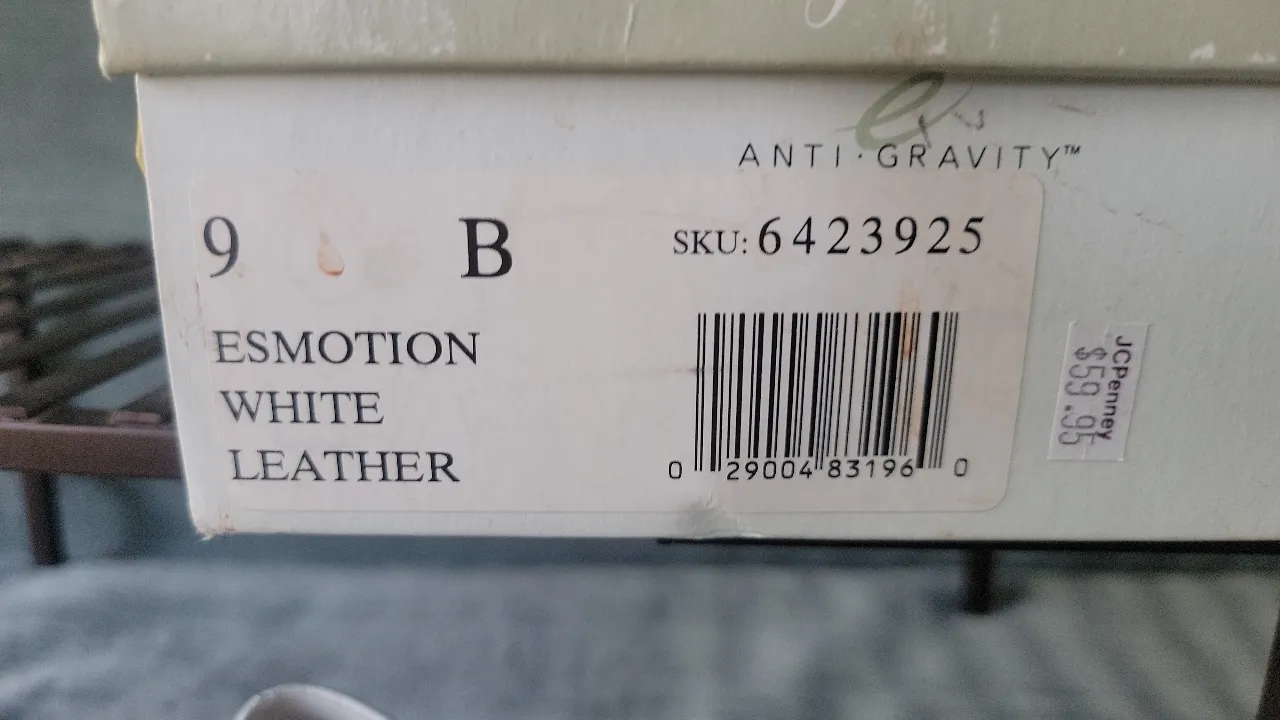 ANTI·GRAVITY™
9 B SKU: 6423925
ESMOTION
WHITE
LEATHER
0 29004 83196 0
JCPenney
$59.95